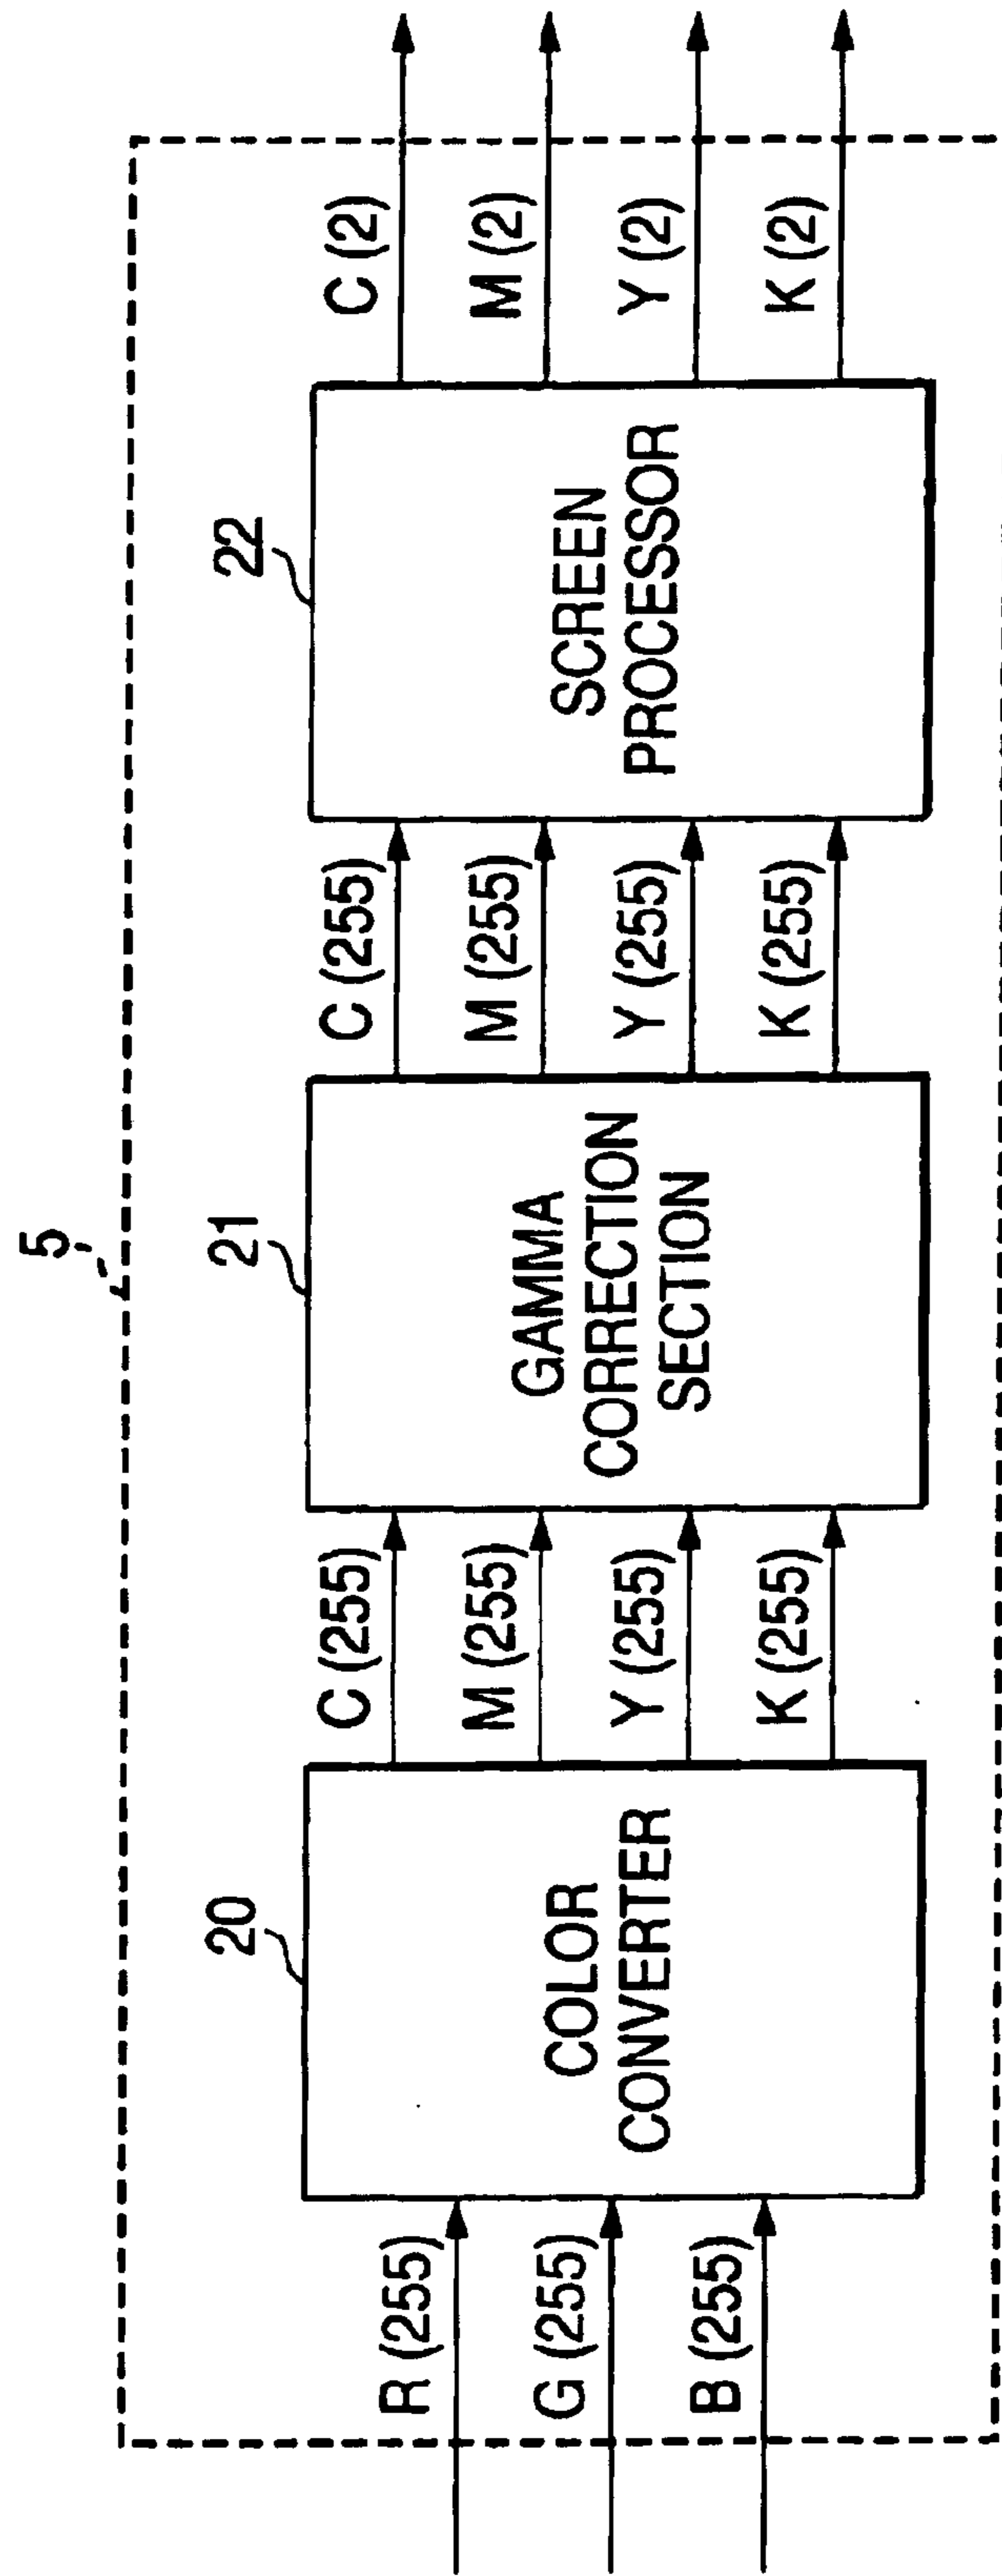 5
20
21
22
R (255)
G (255)
B (255)
COLOR
CONVERTER
C (255)
M (255)
Y (255)
K (255)
GAMMA
CORRECTION
SECTION
C (255)
M (255)
Y (255)
K (255)
SCREEN
PROCESSOR
C (2)
M (2)
Y (2)
K (2)